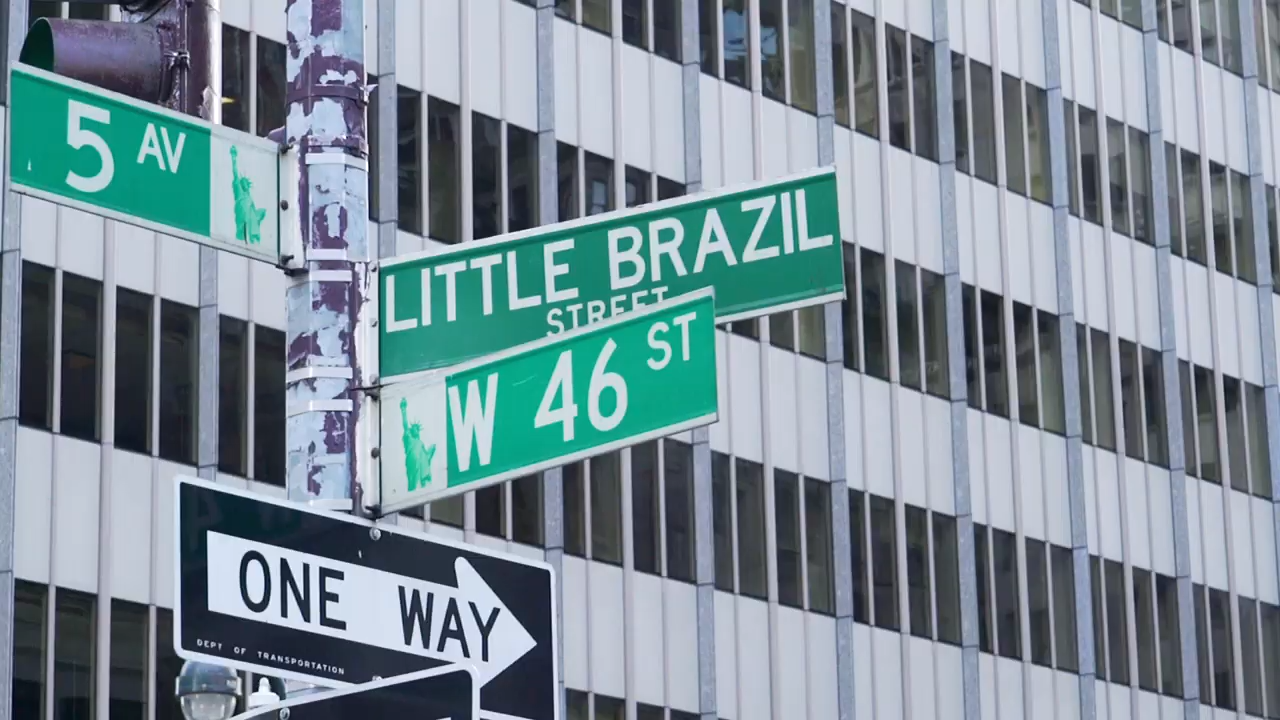 5 AV
LITTLE BRAZIL
STREET
W 46 ST
ONE WAY
DEPT OF TRANSPORTATION